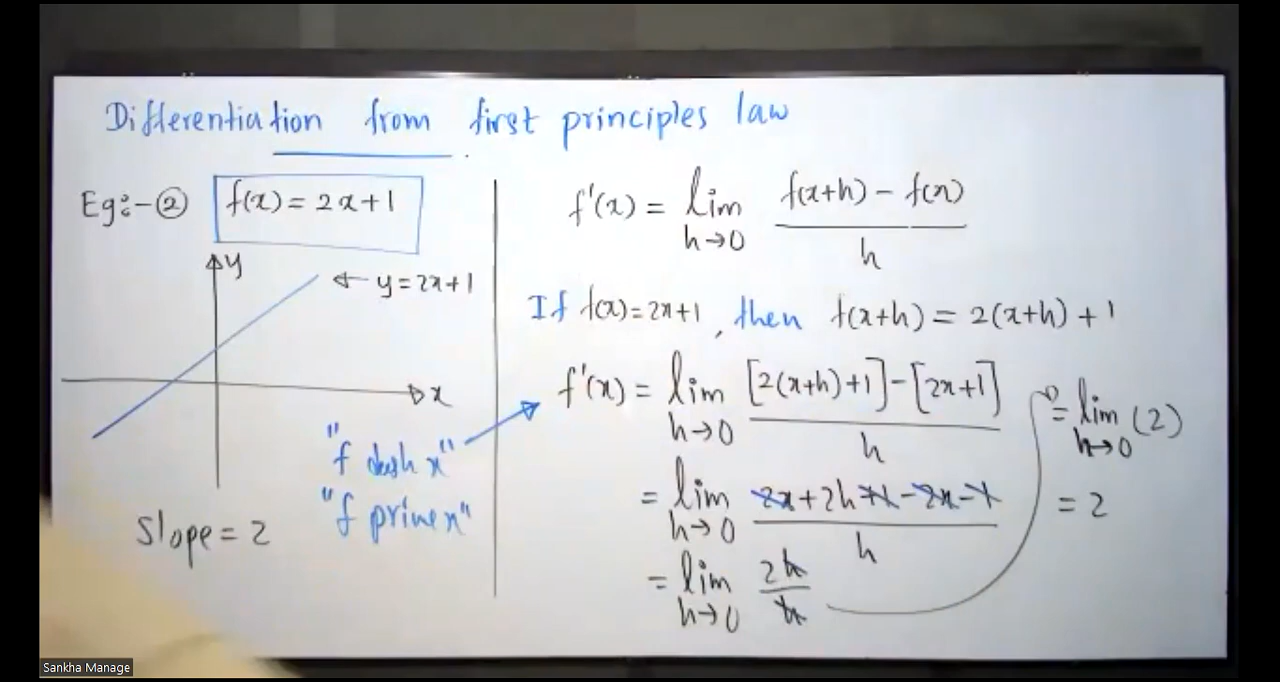 Differentiation from first principles law
Eg:-② f(x) = 2x+1
y
y = 2x+1
x
"f dash x"
"f prime x"
Slope = 2
f'(x) = lim h→0 f(x+h) - f(x) / h
If f(x) = 2x+1, then f(x+h) = 2(x+h) + 1
f'(x) = lim h→0 [2(x+h)+1] - [2x+1] / h
= lim h→0 2x+2h+1-2x-1 / h
= lim h→0 2h / h
= lim h→0 (2)
= 2
Sankha Manage